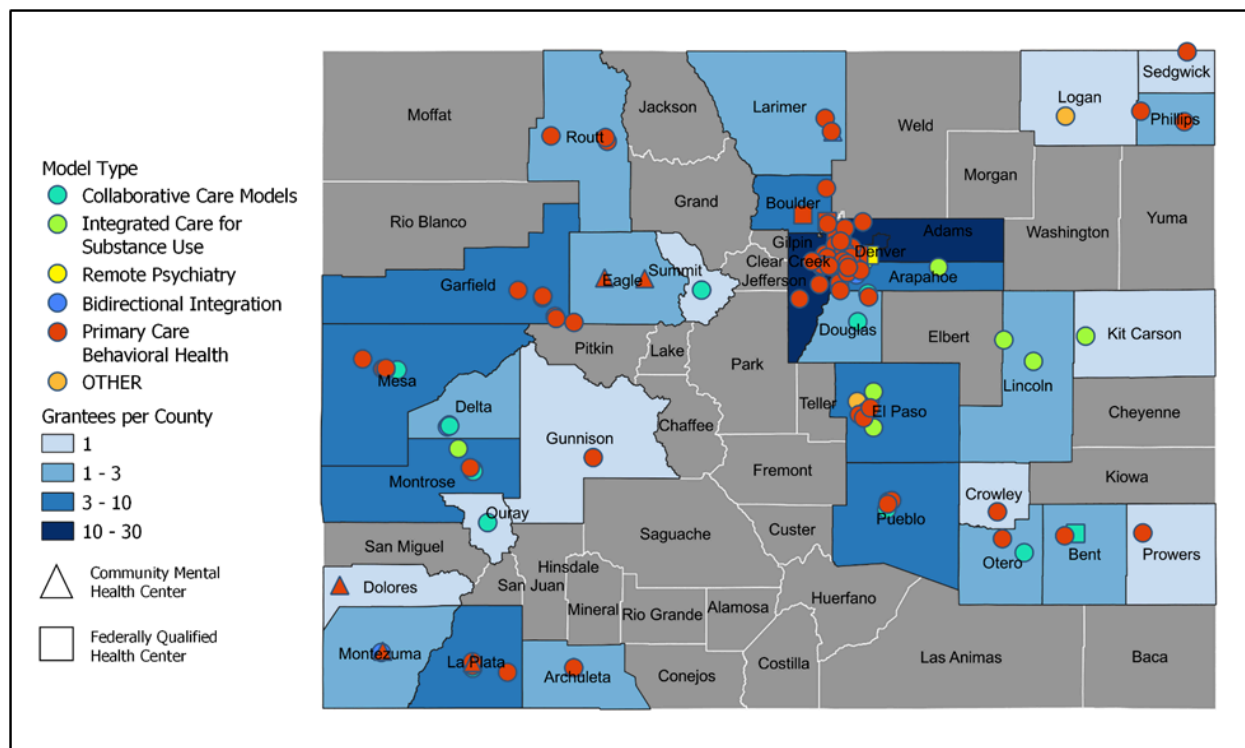 Model Type
Collaborative Care Models
Integrated Care for
Substance Use
Remote Psychiatry
Bidirectional Integration
Primary Care
Behavioral Health
OTHER
Grantees per County
1
1 - 3
3 - 10
10 - 30
Community Mental
Health Center
Federally Qualified
Health Center
Moffat
Routt
Jackson
Larimer
Weld
Logan
Sedgwick
Phillips
Morgan
Washington
Yuma
Rio Blanco
Grand
Boulder
Gilpin
Clear Creek
Jefferson
Denver
Adams
Arapahoe
Garfield
Eagle
Summit
Douglas
Elbert
Lincoln
Kit Carson
Pitkin
Lake
Park
Mesa
Delta
Gunnison
Chaffee
Teller
El Paso
Cheyenne
Montrose
Fremont
Kiowa
Crowley
Ouray
Saguache
Custer
Pueblo
Otero
Bent
Prowers
San Miguel
Dolores
San Juan
Hinsdale
Mineral
Rio Grande
Alamosa
Huerfano
Montezuma
La Plata
Archuleta
Conejos
Costilla
Las Animas
Baca